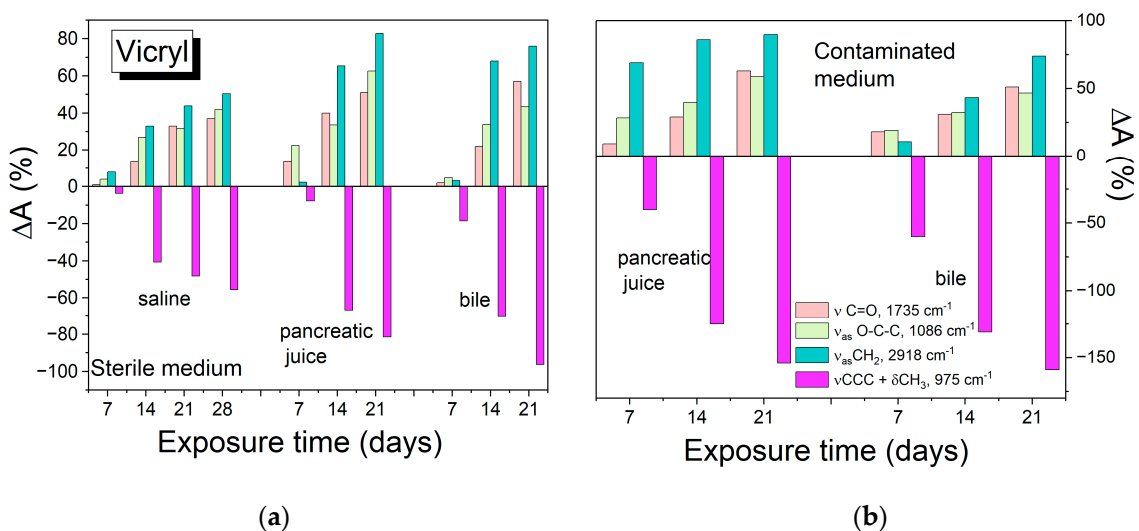 Vicryl
80
60
40
20
0
−20
−40
−60
−80
−100
ΔA (%)
saline
pancreatic
juice
bile
Sterile medium
7 14 21 28 7 14 21 7 14 21
Exposure time (days)
(a)
Contaminated
medium
100
50
0
−50
−100
−150
ΔA (%)
pancreatic
juice
bile
ν C=O, 1735 cm⁻¹
νas O-C-C, 1086 cm⁻¹
νasCH₂, 2918 cm⁻¹
νCCC + δCH₃, 975 cm⁻¹
7 14 21 7 14 21
Exposure time (days)
(b)